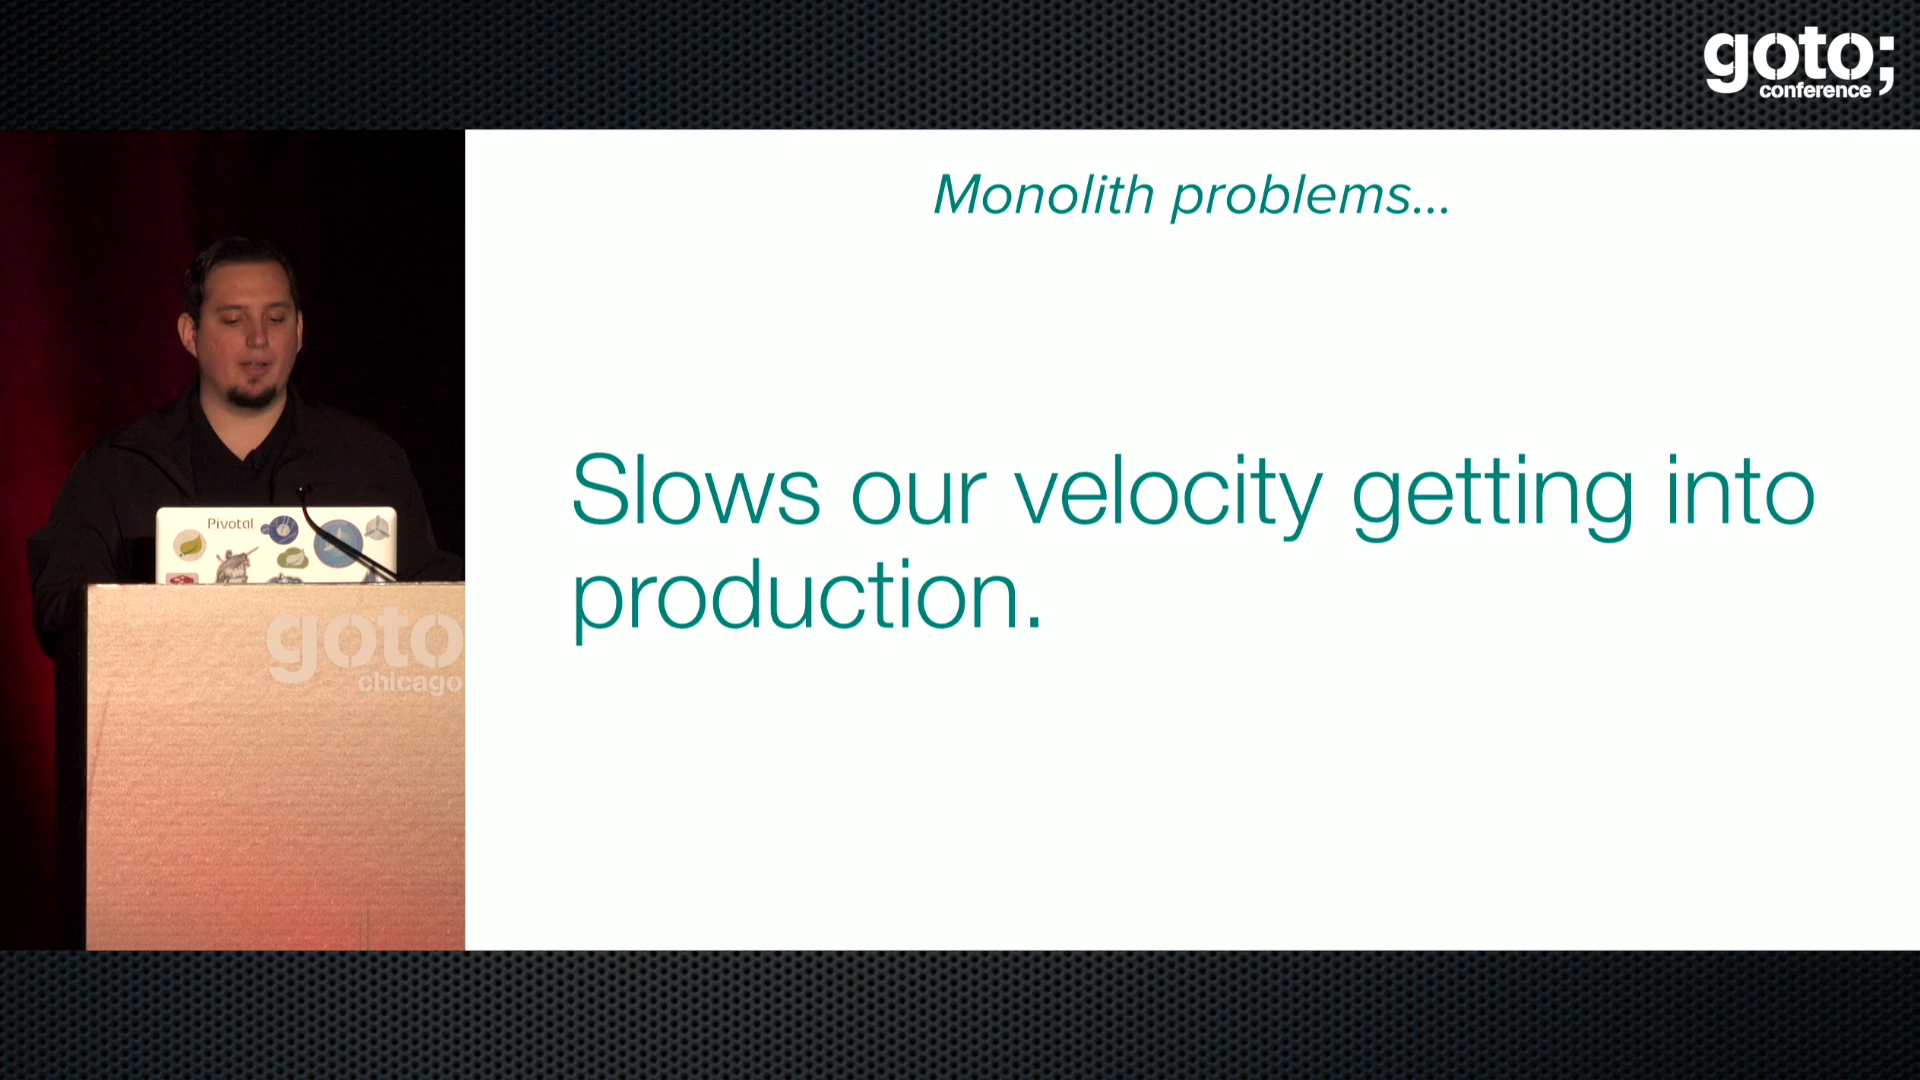 goto;
conference
Monolith problems...
Slows our velocity getting into
production.
Pivotal
goto
chicago